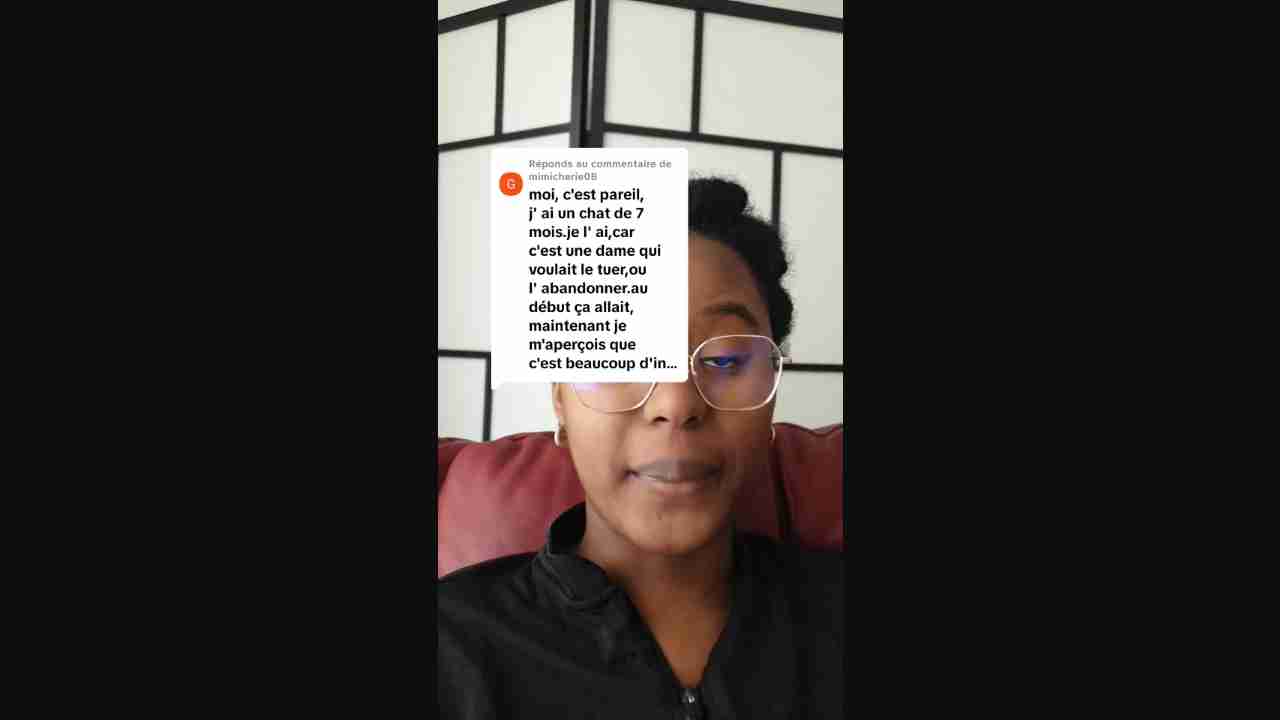 Réponds au commentaire de
mimicherie08
G
moi, c'est pareil,
j' ai un chat de 7
mois.je l' ai,car
c'est une dame qui
voulait le tuer,ou
l' abandonner.au
début ça allait,
maintenant je
m'aperçois que
c'est beaucoup d'in...